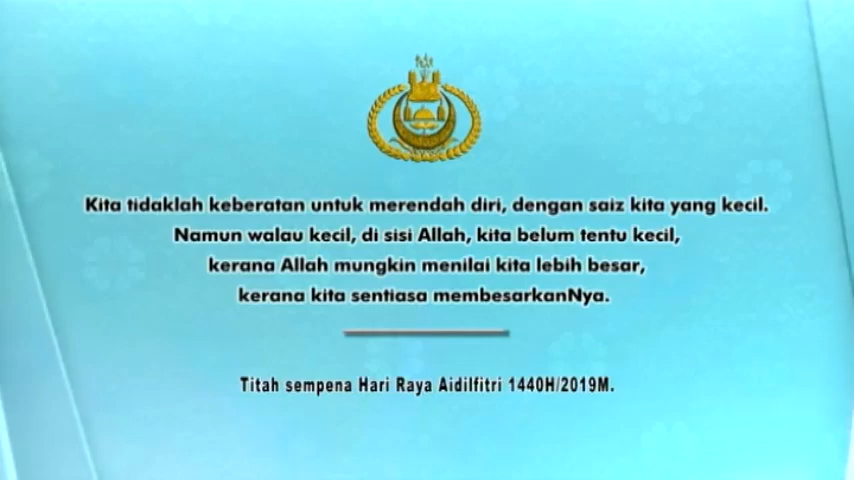 Kita tidaklah keberatan untuk merendah diri, dengan saiz kita yang kecil.
Namun walau kecil, di sisi Allah, kita belum tentu kecil,
kerana Allah mungkin menilai kita lebih besar,
kerana kita sentiasa membesarkanNya.
Titah sempena Hari Raya Aidilfitri 1440H/2019M.